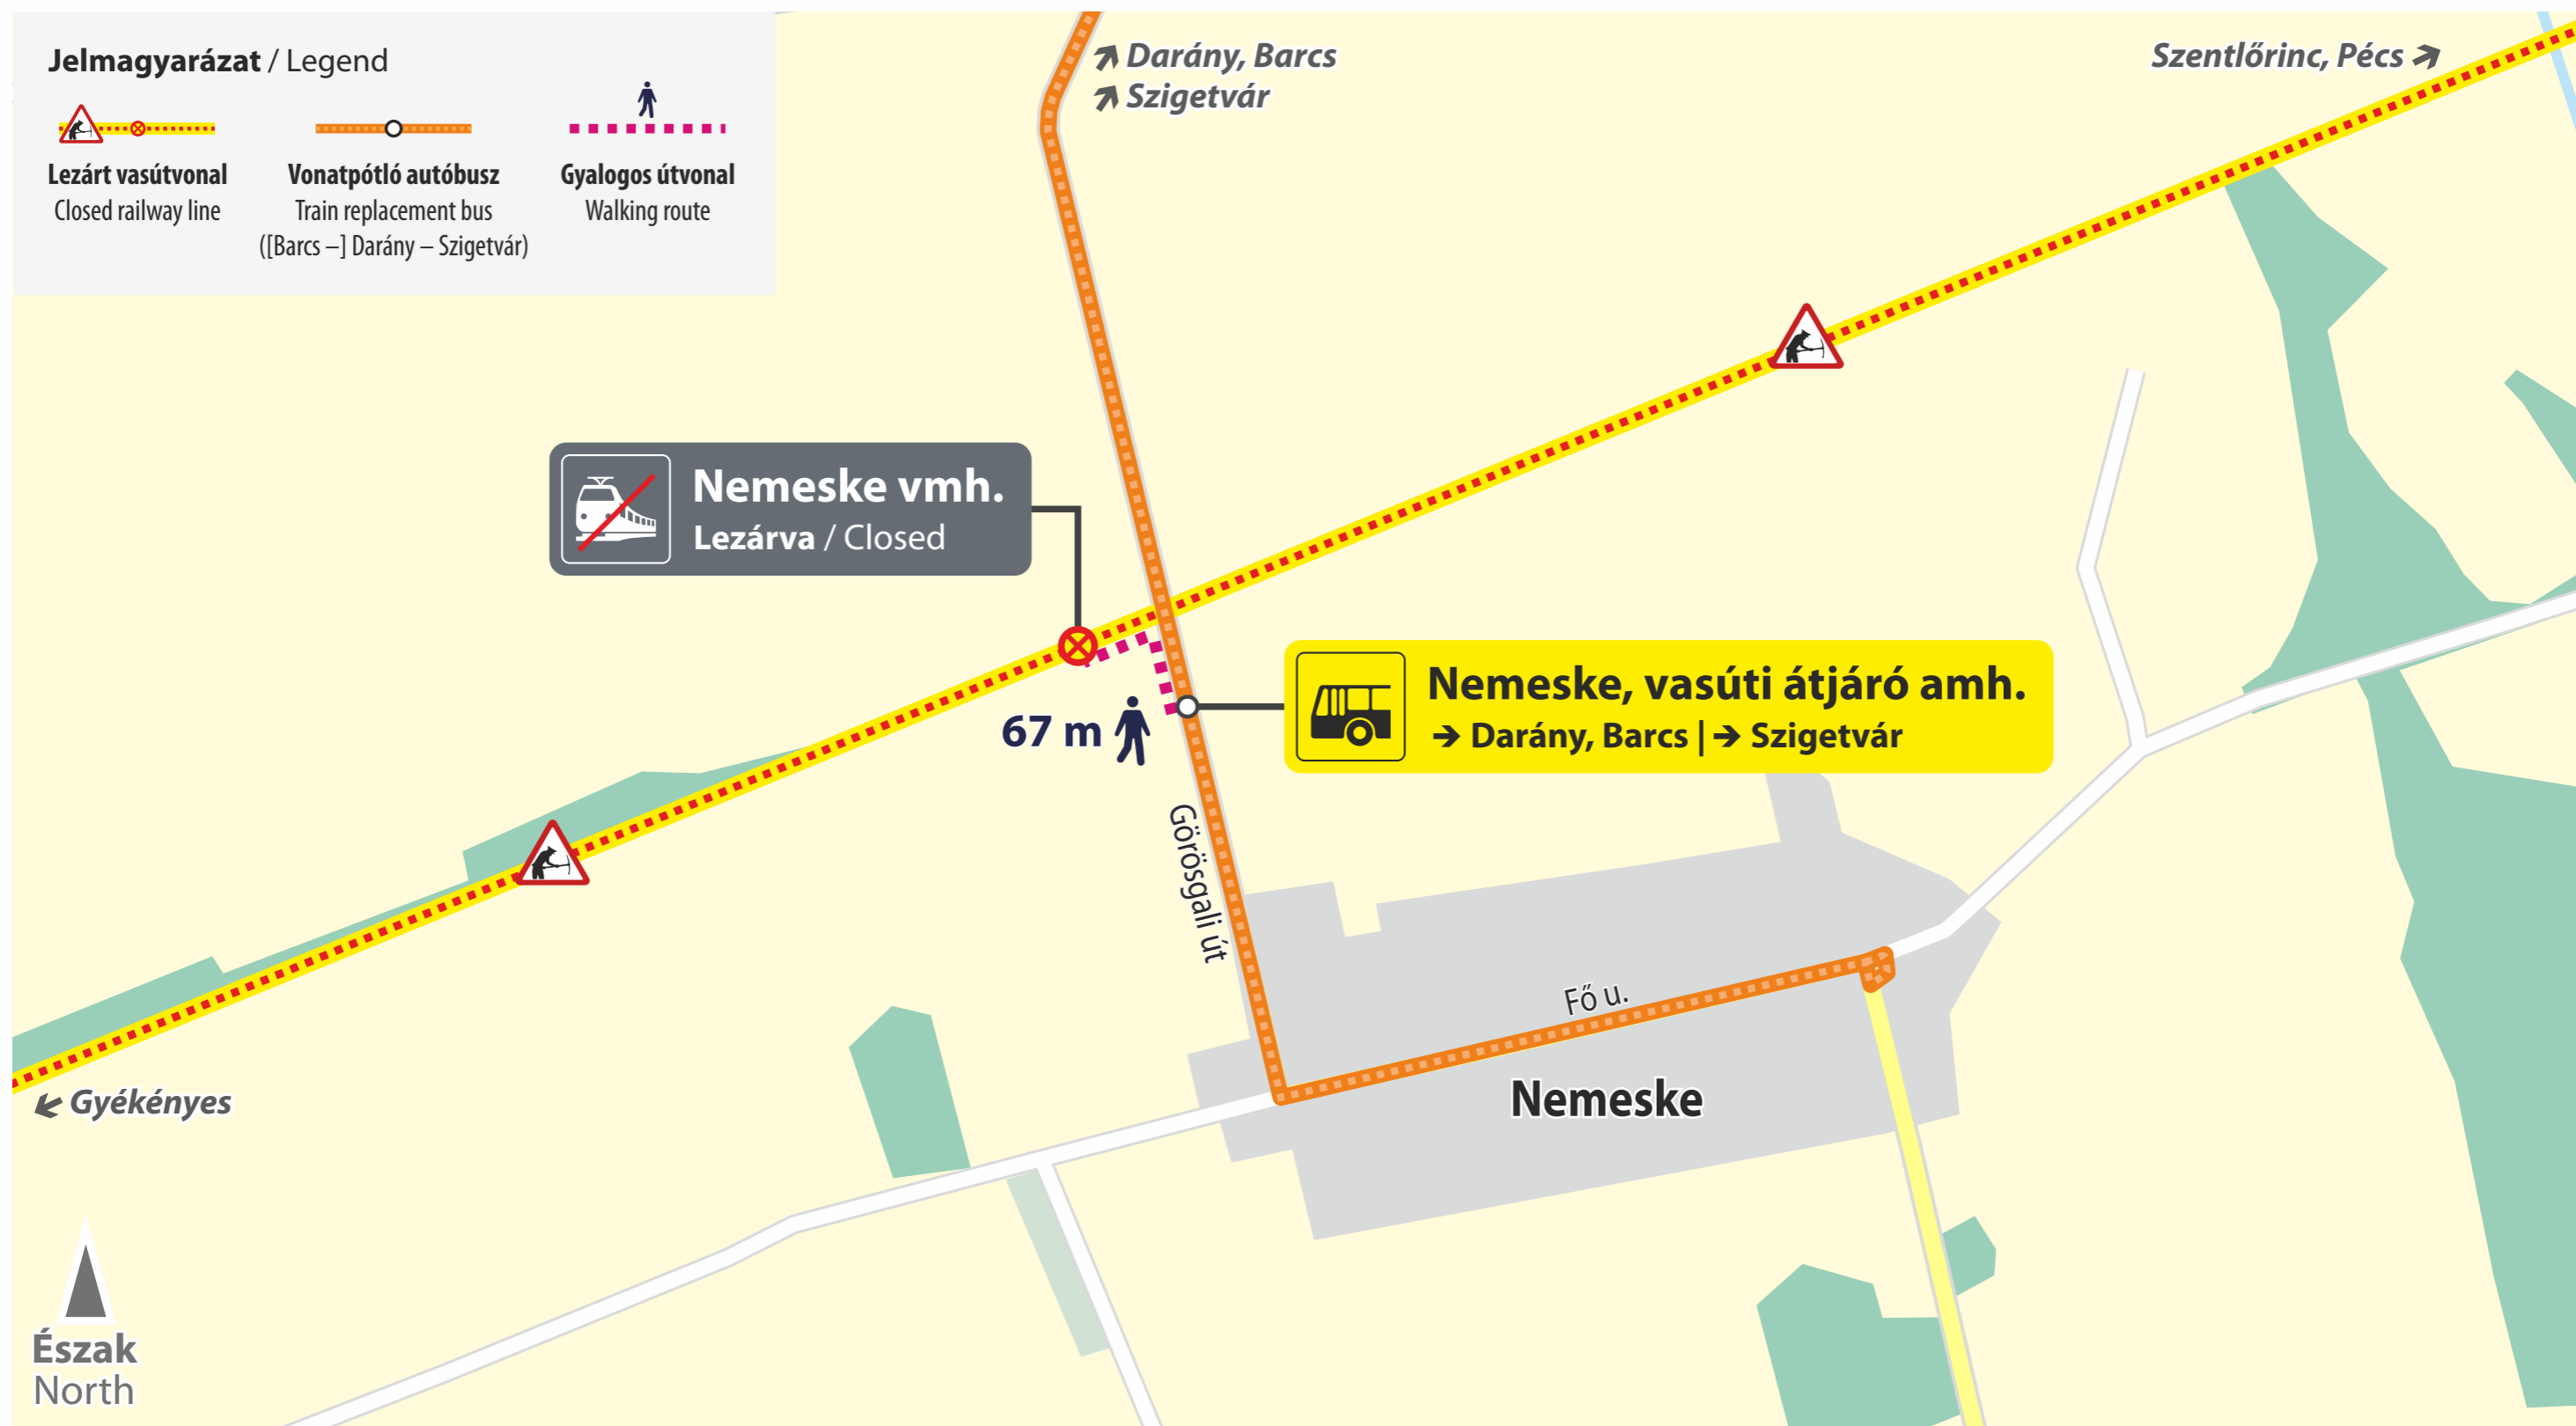 Jelmagyarázat / Legend
Lezárt vasútvonal
Closed railway line
Vonatpótló autóbusz
Train replacement bus
([Barcs –] Darány – Szigetvár)
Gyalogos útvonal
Walking route
Darány, Barcs
Szigetvár
Szentlőrinc, Pécs
Nemeske vmh.
Lezárva / Closed
67 m
Nemeske, vasúti átjáró amh.
➔ Darány, Barcs | ➔ Szigetvár
Görösgali út
Fő u.
Nemeske
Gyékényes
Észak
North